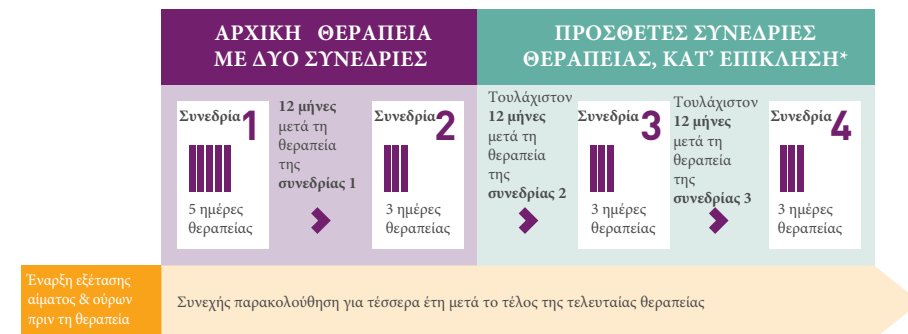 ΑΡΧΙΚΗ ΘΕΡΑΠΕΙΑ
ΜΕ ΔΥΟ ΣΥΝΕΔΡΙΕΣ
ΠΡΟΣΘΕΤΕΣ ΣΥΝΕΔΡΙΕΣ
ΘΕΡΑΠΕΙΑΣ, ΚΑΤ’ ΕΠΙΚΛΗΣΗ*
Συνεδρία 1
5 ημέρες
θεραπείας
12 μήνες
μετά τη
θεραπεία
της
συνεδρίας 1
Συνεδρία 2
3 ημέρες
θεραπείας
Τουλάχιστον
12 μήνες
μετά τη
θεραπεία
της
συνεδρίας 2
Συνεδρία 3
3 ημέρες
θεραπείας
Τουλάχιστον
12 μήνες
μετά τη
θεραπεία
της
συνεδρίας 3
Συνεδρία 4
3 ημέρες
θεραπείας
Έναρξη εξέτασης
αίματος & ούρων
πριν τη θεραπεία
Συνεχής παρακολούθηση για τέσσερα έτη μετά το τέλος της τελευταίας θεραπείας